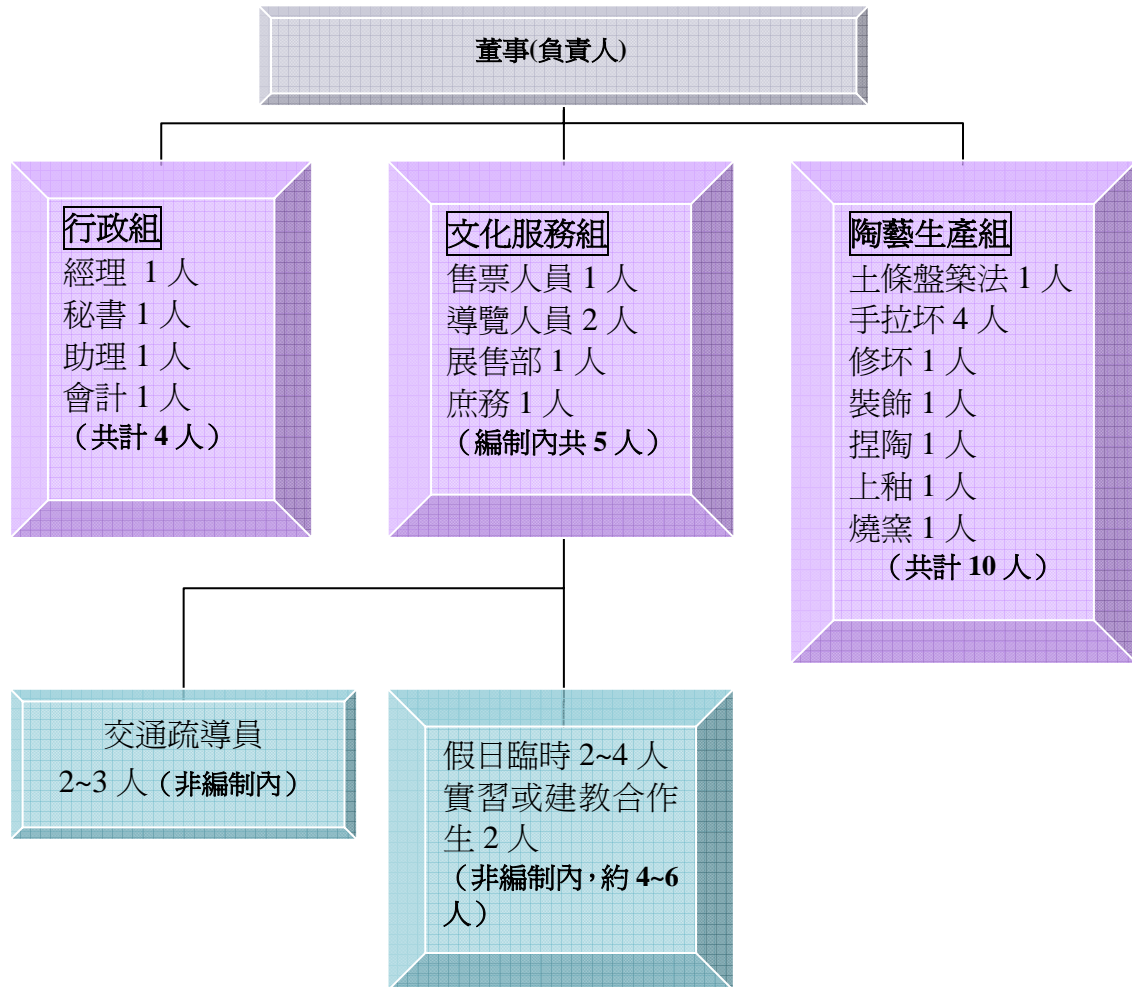 董事(負責人)
行政組
經理 1 人
秘書 1 人
助理 1 人
會計 1 人
（共計 4 人）
文化服務組
售票人員 1 人
導覽人員 2 人
展售部 1 人
庶務 1 人
（編制內共 5 人）
陶藝生產組
土條盤築法 1 人
手拉坏 4 人
修坏 1 人
裝飾 1 人
捏陶 1 人
上釉 1 人
燒窯 1 人
（共計 10 人）
交通疏導員
2~3 人（非編制內）
假日臨時 2~4 人
實習或建教合作
生 2 人
（非編制內，約 4~6
人）